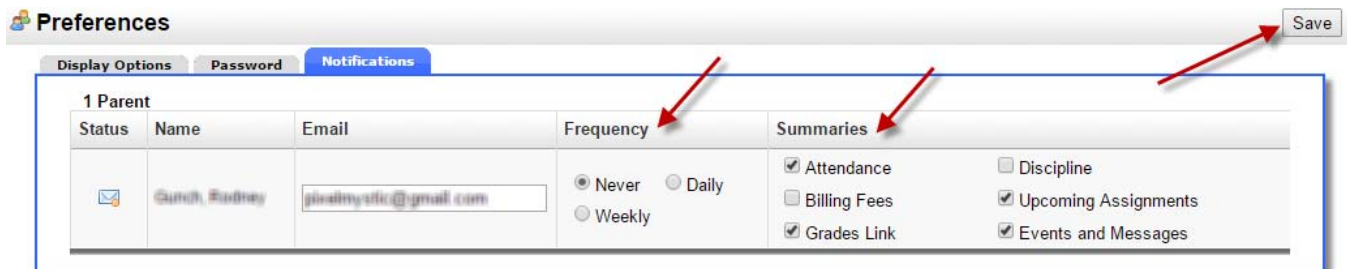 Preferences
Save
Display Options Password Notifications
1 Parent
Status Name Email Frequency Summaries
Never Daily
Weekly
Attendance Discipline
Billing Fees Upcoming Assignments
Grades Link Events and Messages